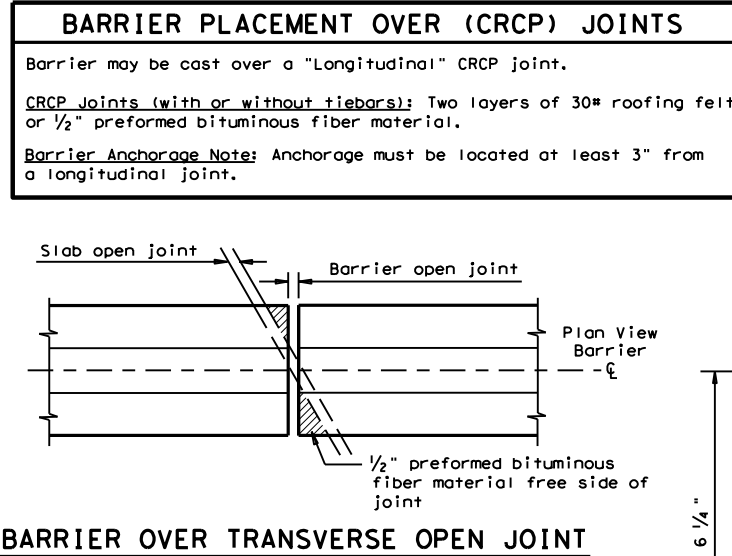 BARRIER PLACEMENT OVER (CRCP) JOINTS
Barrier may be cast over a "Longitudinal" CRCP joint.
CRCP Joints (with or without tiebars): Two layers of 30# roofing felt
or 1/2" preformed bituminous fiber material.
Barrier Anchorage Note: Anchorage must be located at least 3" from
a longitudinal joint.
Slab open joint
Barrier open joint
Plan View
Barrier
℄
1/2" preformed bituminous
fiber material free side of
joint
6 1/4"
BARRIER OVER TRANSVERSE OPEN JOINT